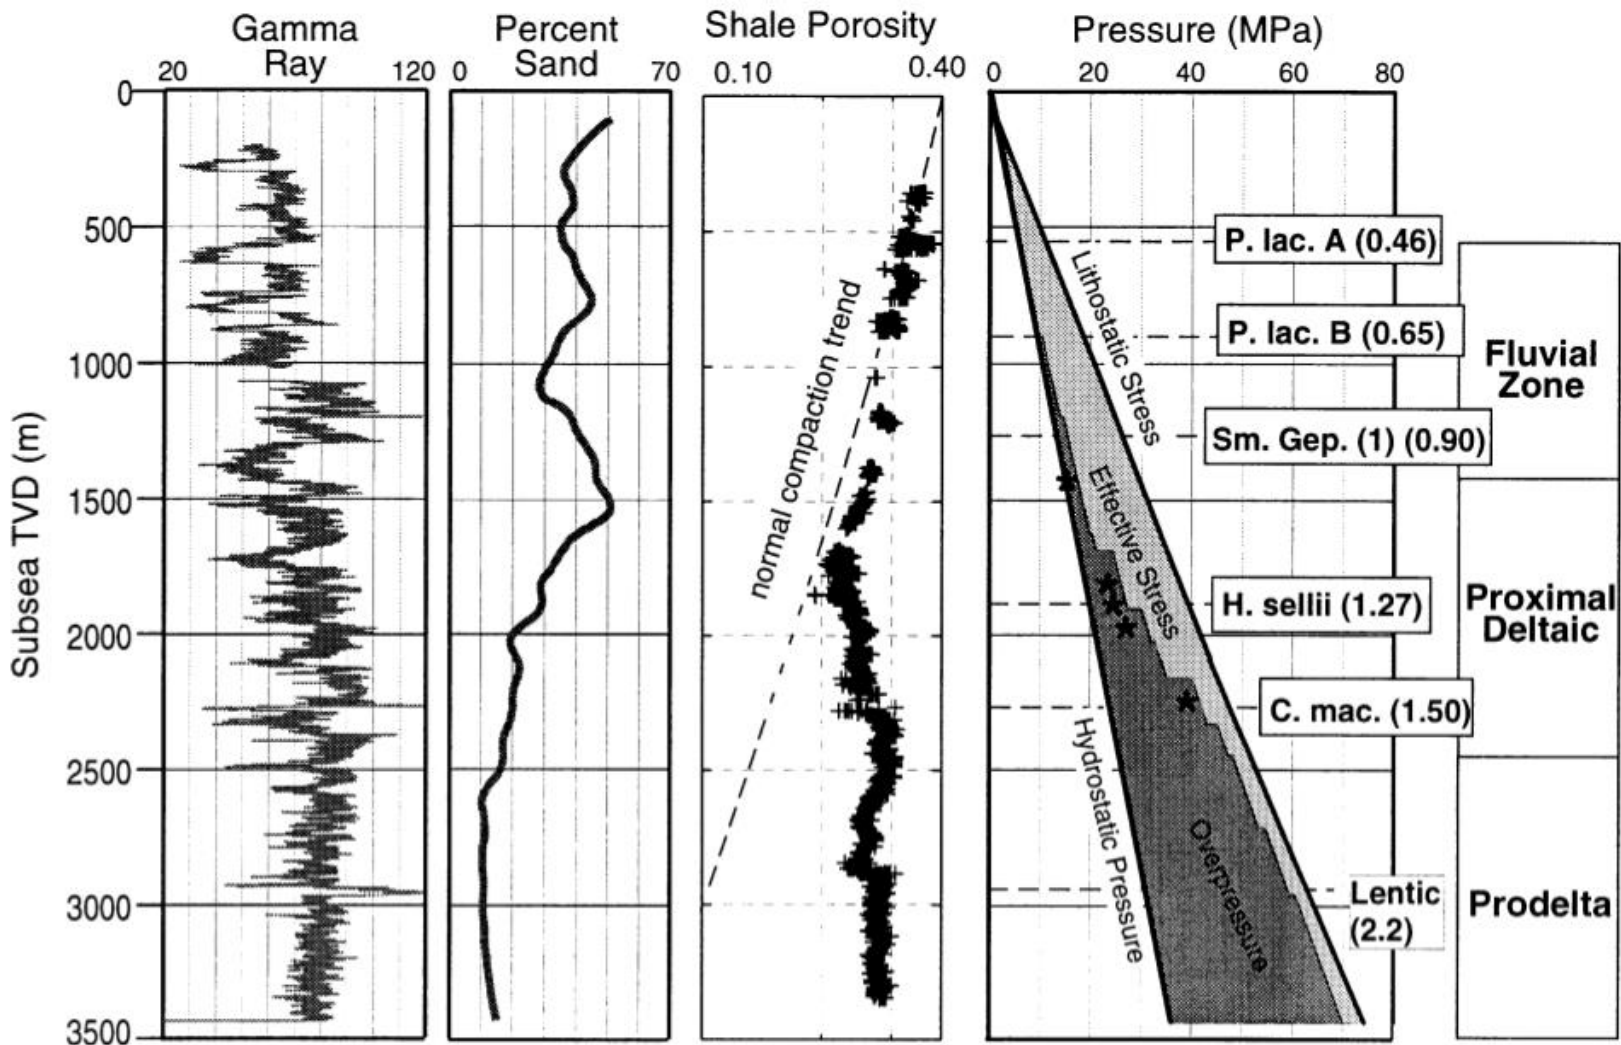 Gamma
Ray
20
120
Percent
Sand
0
70
Shale Porosity
0.10
0.40
Pressure (MPa)
0
20
40
60
80
Subsea TVD (m)
0
500
1000
1500
2000
2500
3000
3500
normal compaction trend
Lithostatic Stress
Effective Stress
Hydrostatic Pressure
Overpressure
P. lac. A (0.46)
P. lac. B (0.65)
Sm. Gep. (1) (0.90)
H. sellii (1.27)
C. mac. (1.50)
Lentic
(2.2)
Fluvial
Zone
Proximal
Deltaic
Prodelta